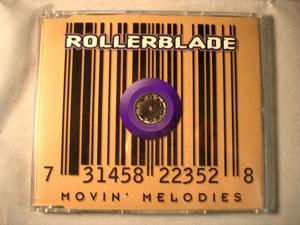 ROLLERBLADE
7 31458 22352 8
MOVIN' MELODIES